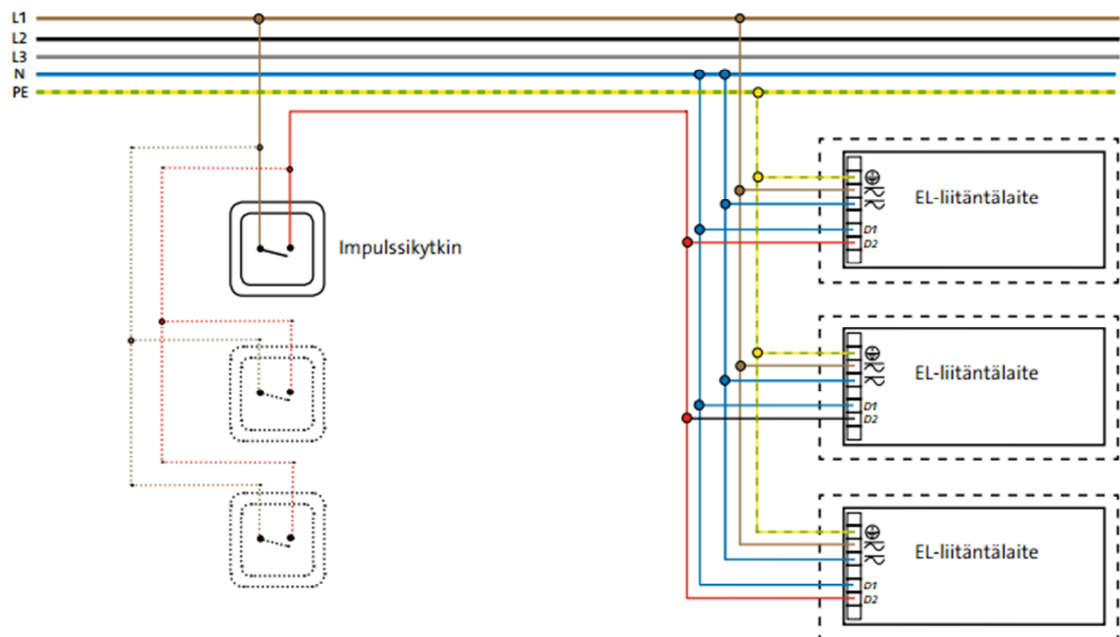 L1
L2
L3
N
PE
Impulssikytkin
EL-liitäntälaite
D1
D2
EL-liitäntälaite
D1
D2
EL-liitäntälaite
D1
D2